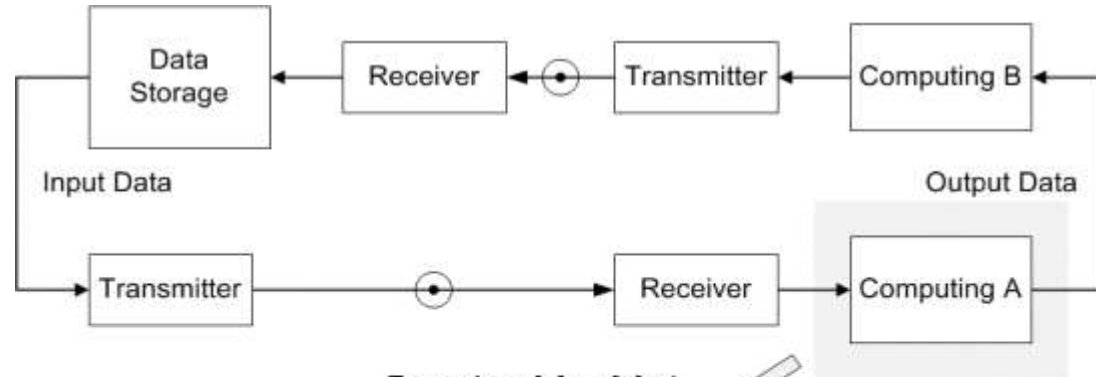 Data
Storage
Receiver
Transmitter
Computing B
Input Data
Output Data
Transmitter
Receiver
Computing A